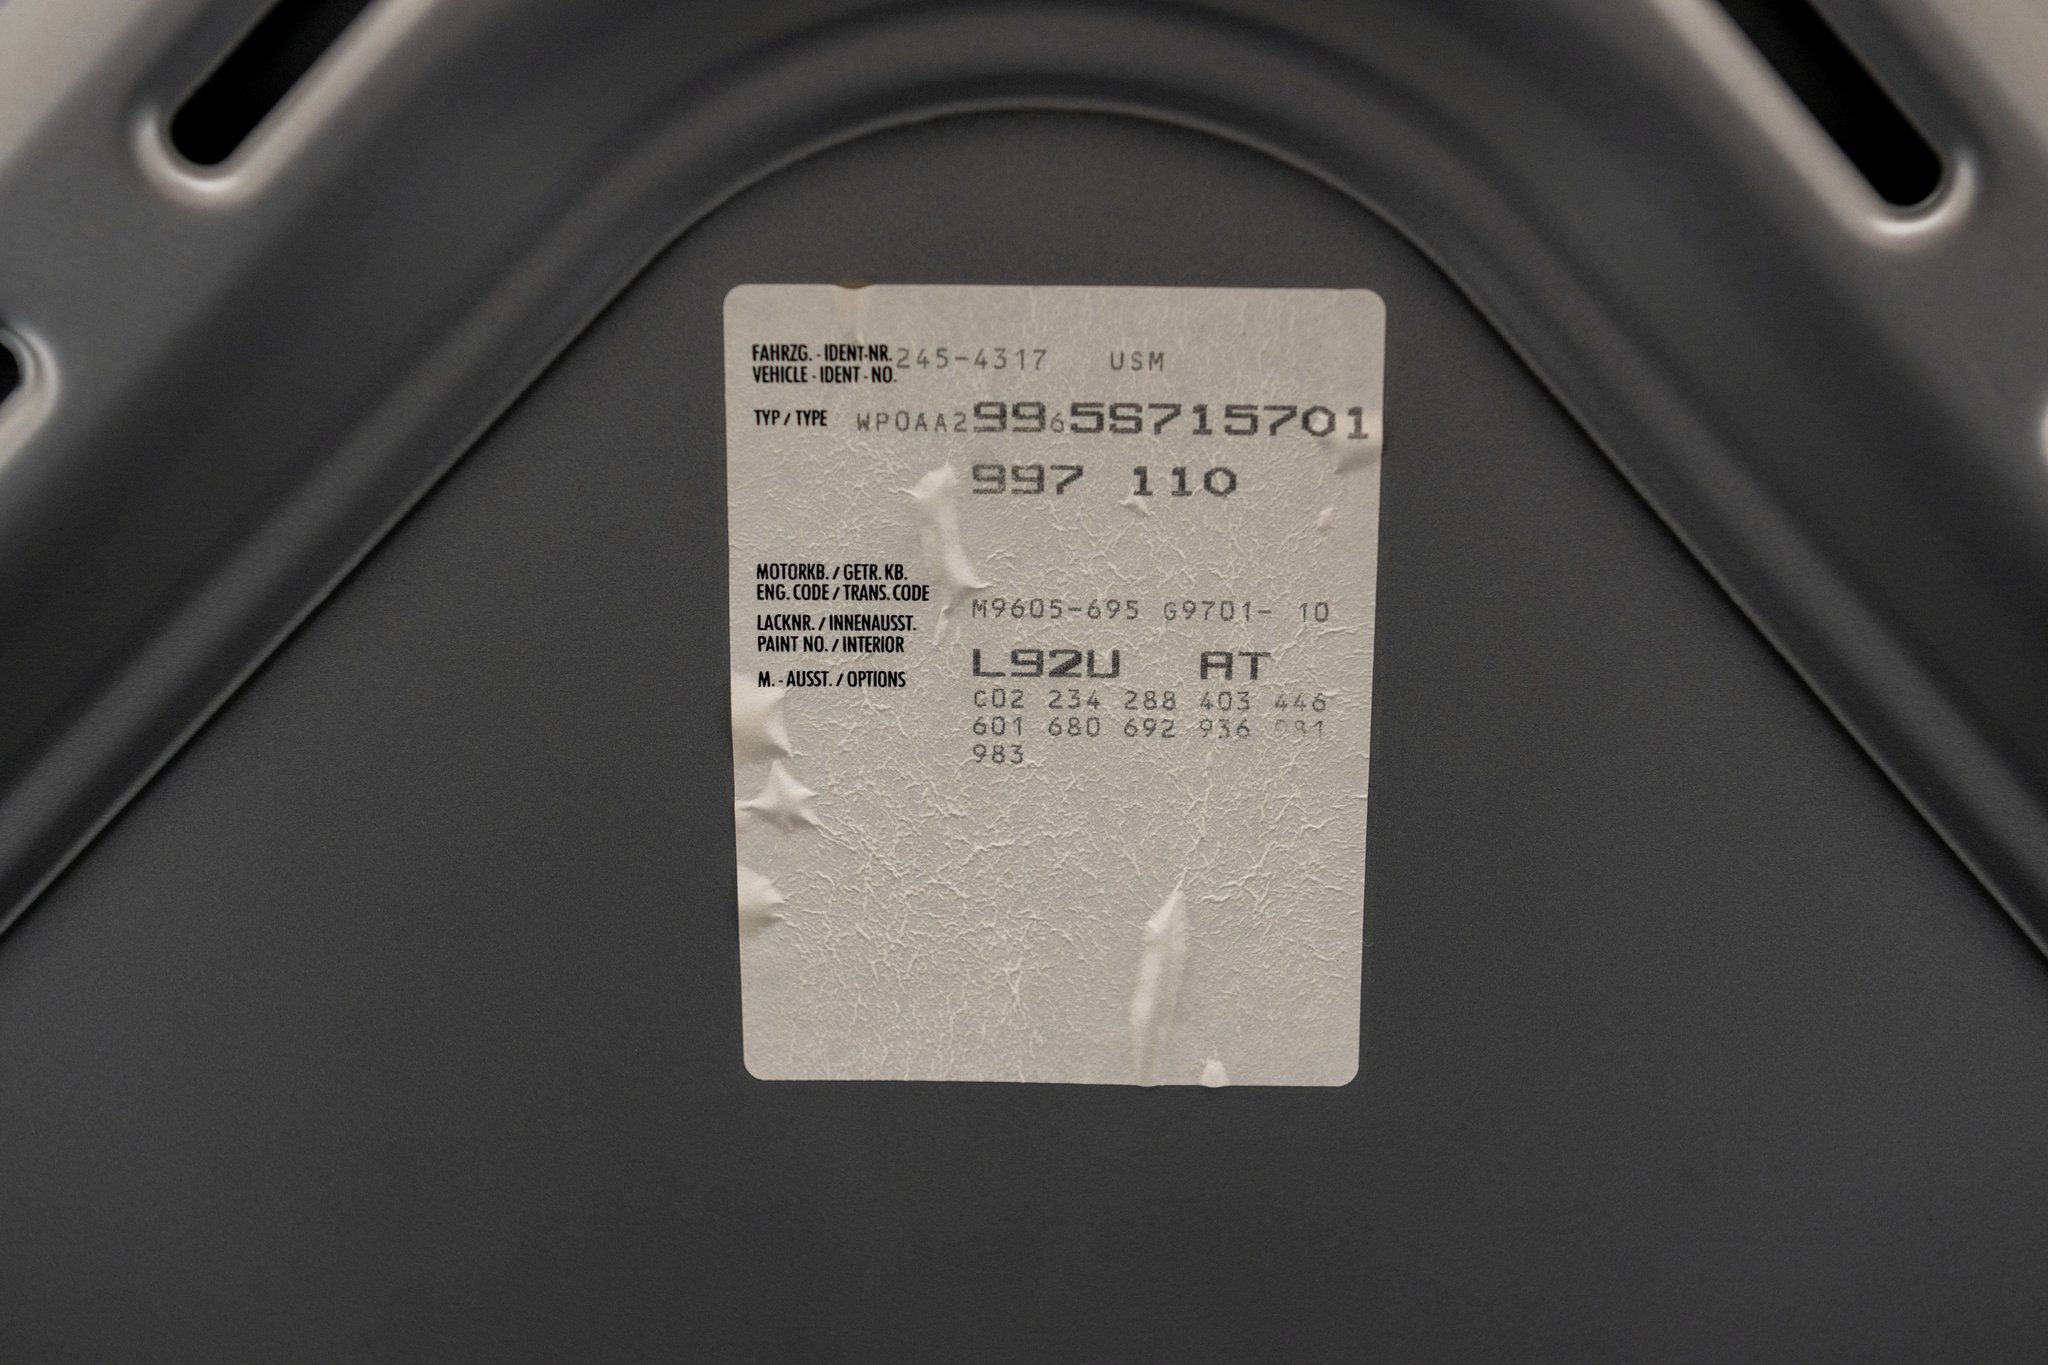 FAHRZG. - IDENT-NR. 245-4317 USM
VEHICLE - IDENT - NO.
TYP / TYPE WP0AA29965S715701
997 110
MOTORKB. / GETR. KB.
ENG. CODE / TRANS. CODE
M9605-695 G9701- 10
LACKNR. / INNENAUSST.
PAINT NO. / INTERIOR
L92U AT
M. - AUSST. / OPTIONS
C02 234 288 403 446
601 680 692 936
983